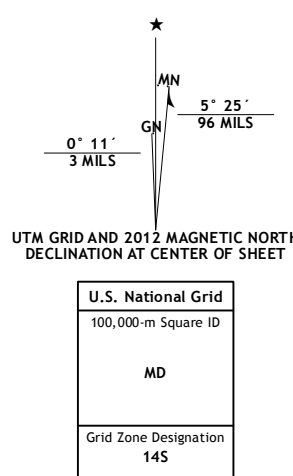 ★
MN
5° 25´
96 MILS
GN
0° 11´
3 MILS
UTM GRID AND 2012 MAGNETIC NORTH
DECLINATION AT CENTER OF SHEET
U.S. National Grid
100,000-m Square ID
MD
Grid Zone Designation
14S